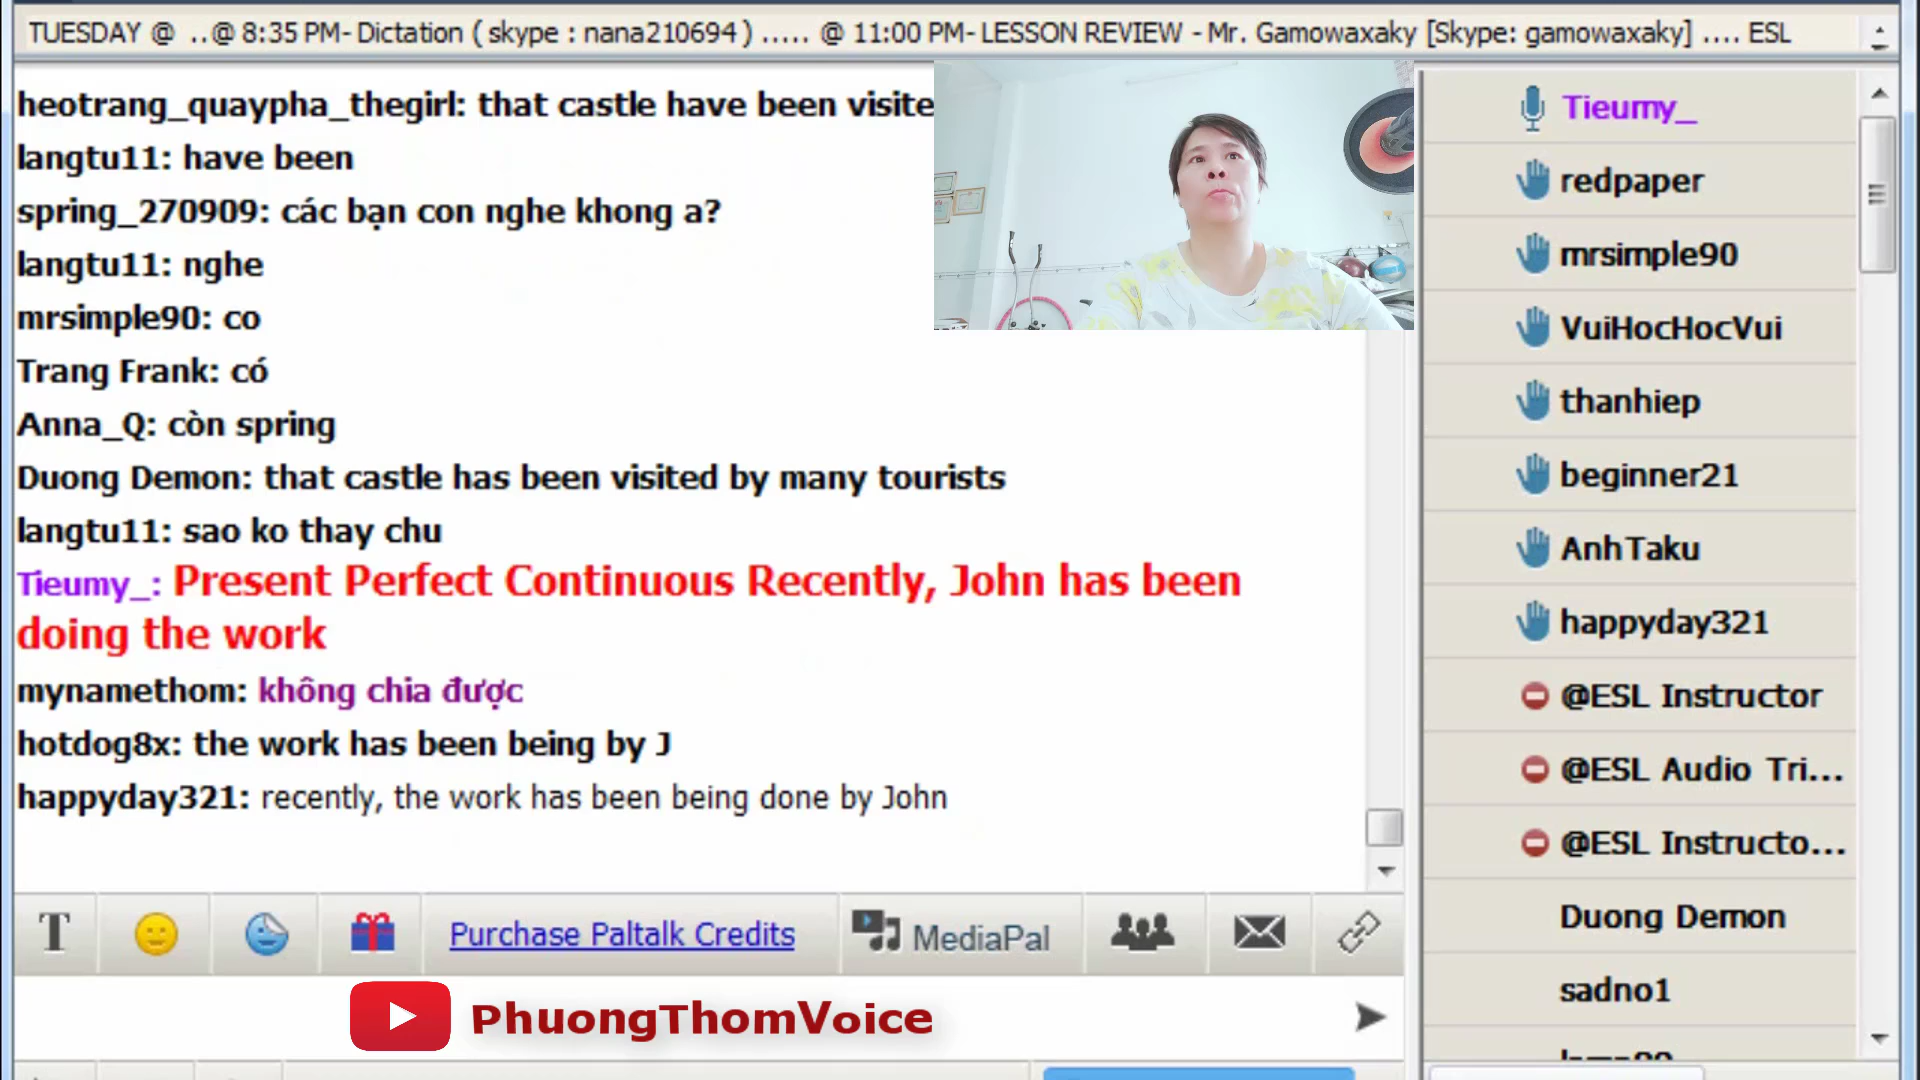 TUESDAY @ ..@ 8:35 PM- Dictation ( skype : nana210694 ) ..... @ 11:00 PM- LESSON REVIEW - Mr. Gamowaxaky [Skype: gamowaxaky] .... ESL
heotrang_quaypha_thegirl: that castle have been visite
langtu11: have been
spring_270909: các bạn con nghe khong a?
langtu11: nghe
mrsimple90: co
Trang Frank: có
Anna_Q: còn spring
Duong Demon: that castle has been visited by many tourists
langtu11: sao ko thay chu
Tieumy_: Present Perfect Continuous Recently, John has been
doing the work
mynamethom: không chia được
hotdog8x: the work has been being by J
happyday321: recently, the work has been being done by John
T
Purchase Paltalk Credits
MediaPal
PhuongThomVoice
Tieumy_
redpaper
mrsimple90
VuiHocHocVui
thanhiep
beginner21
AnhTaku
happyday321
@ESL Instructor
@ESL Audio Tri...
@ESL Instructo...
Duong Demon
sadno1